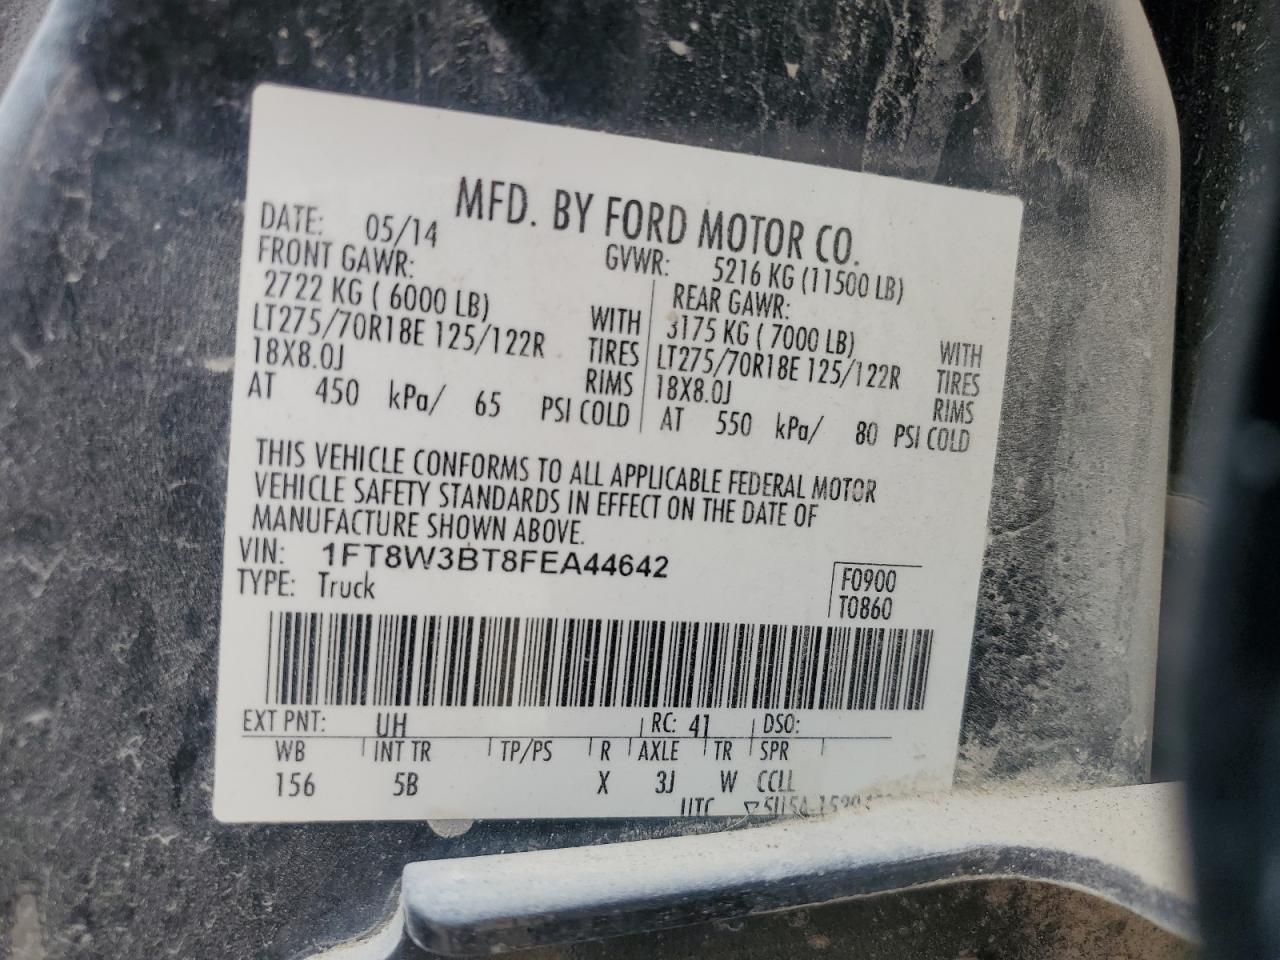 MFD. BY FORD MOTOR CO.
DATE: 05/14 GVWR: 5216 KG (11500 LB)
FRONT GAWR: REAR GAWR:
2722 KG ( 6000 LB) WITH 3175 KG ( 7000 LB) WITH
LT275/70R18E 125/122R TIRES LT275/70R18E 125/122R TIRES
18X8.0J RIMS 18X8.0J RIMS
AT 450 kPa/ 65 PSI COLD AT 550 kPa/ 80 PSI COLD
THIS VEHICLE CONFORMS TO ALL APPLICABLE FEDERAL MOTOR
VEHICLE SAFETY STANDARDS IN EFFECT ON THE DATE OF
MANUFACTURE SHOWN ABOVE.
VIN: 1FT8W3BT8FEA44642
TYPE: Truck
F0900
T0860
EXT PNT: UH RC: 41 DSO:
WB INT TR TP/PS R AXLE TR SPR
156 5B X 3J W CCLL
UTC